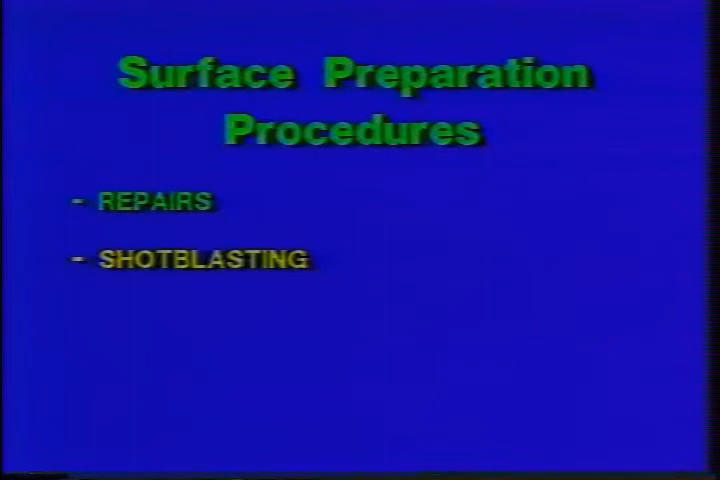 Surface Preparation
Procedures
- REPAIRS
- SHOTBLASTING